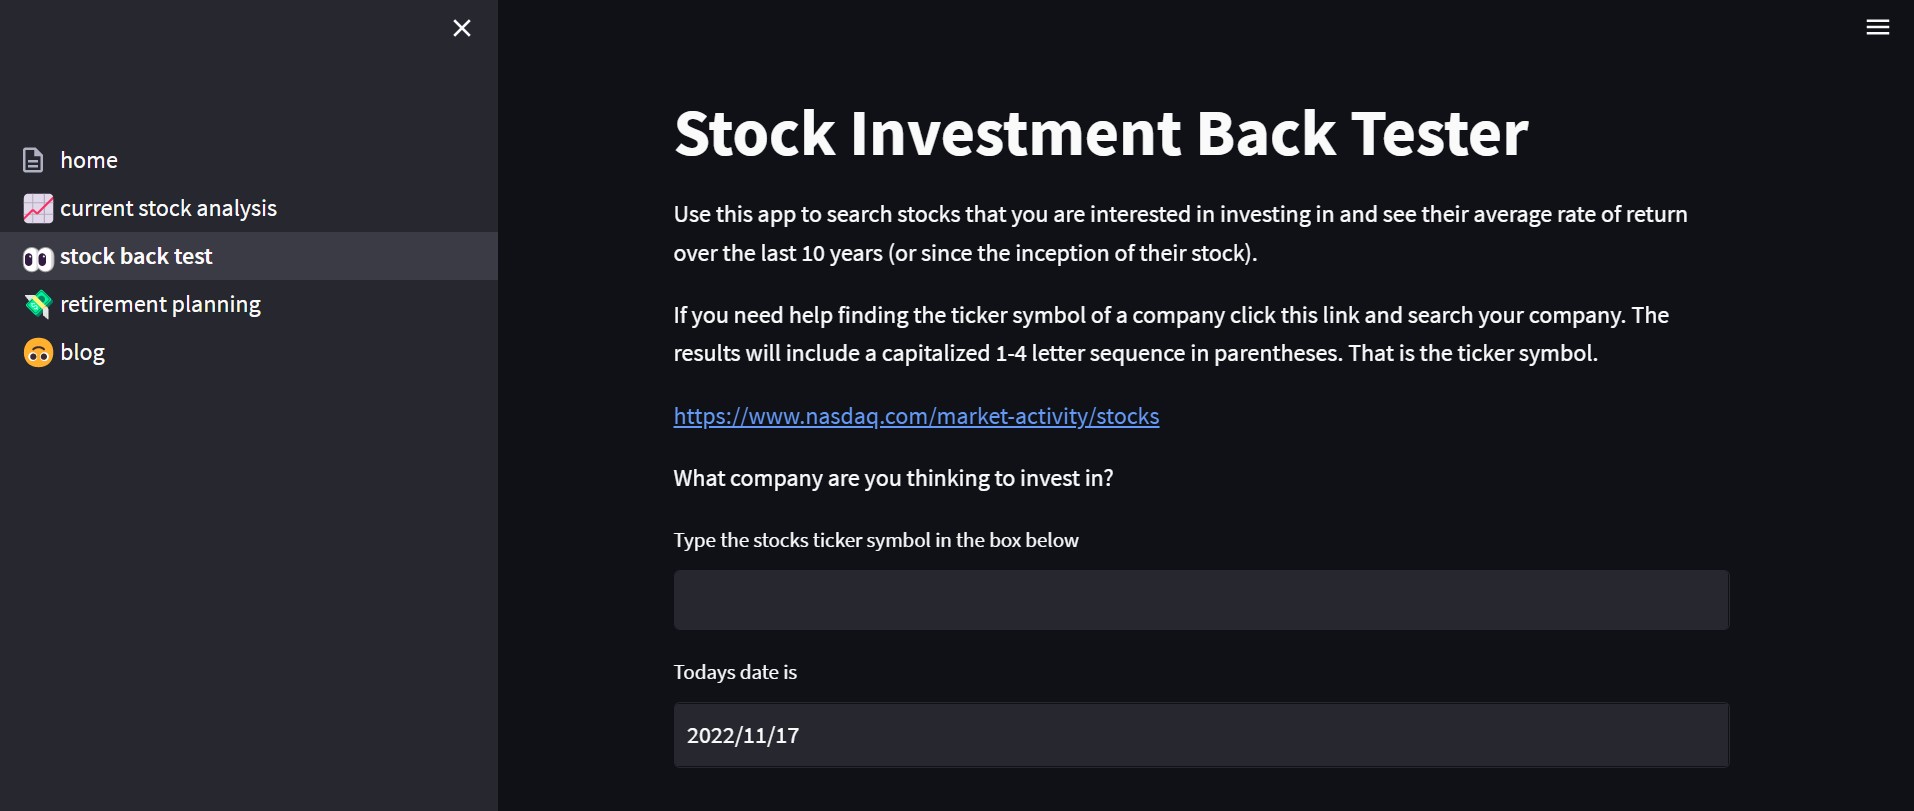 home
current stock analysis
stock back test
retirement planning
blog
Stock Investment Back Tester
Use this app to search stocks that you are interested in investing in and see their average rate of return
over the last 10 years (or since the inception of their stock).
If you need help finding the ticker symbol of a company click this link and search your company. The
results will include a capitalized 1-4 letter sequence in parentheses. That is the ticker symbol.
https://www.nasdaq.com/market-activity/stocks
What company are you thinking to invest in?
Type the stocks ticker symbol in the box below
Todays date is
2022/11/17